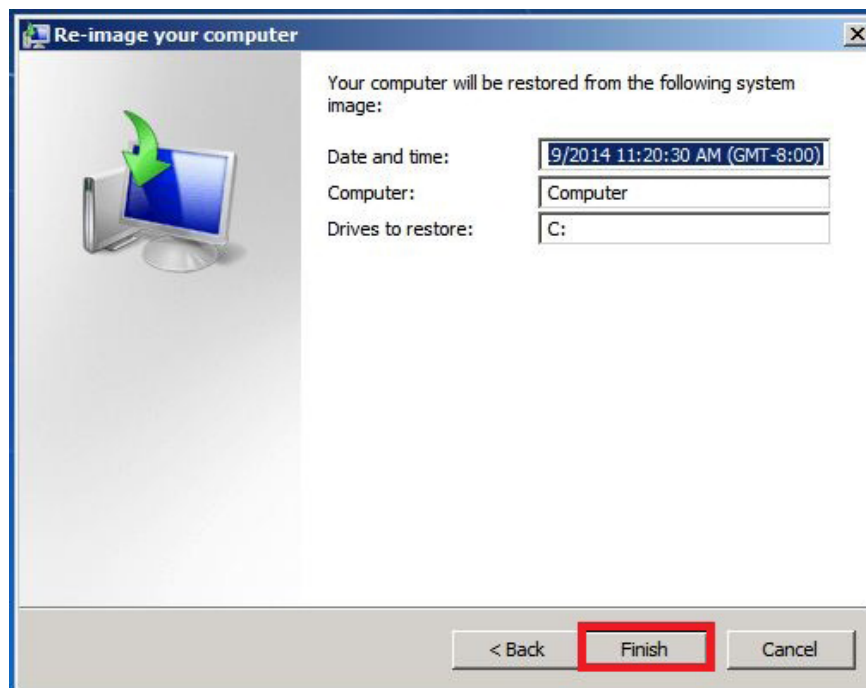 Re-image your computer
Your computer will be restored from the following system
image:
Date and time: 9/2014 11:20:30 AM (GMT-8:00)
Computer: Computer
Drives to restore: C:
< Back Finish Cancel